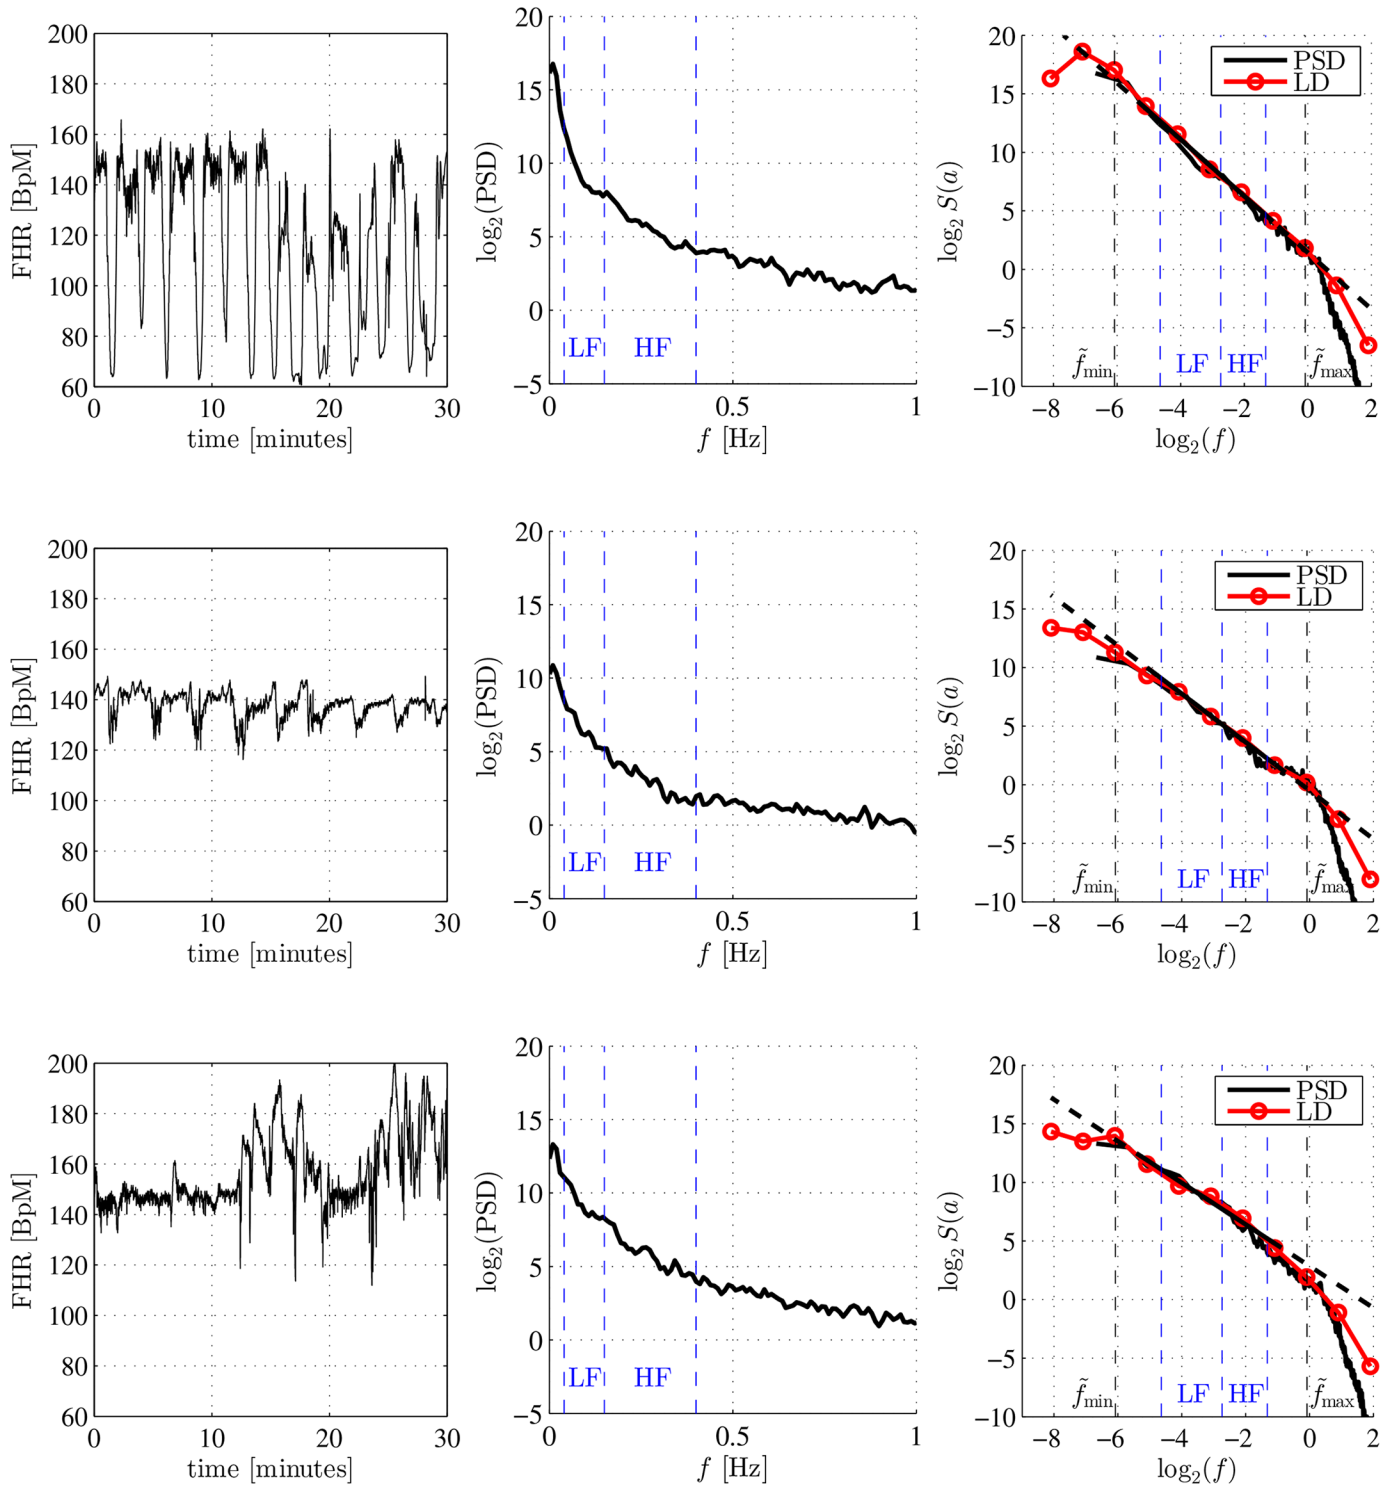 200
180
160
140
120
100
80
60
FHR [BpM]
0 10 20 30
time [minutes]
20
15
10
5
0
−5
log₂(PSD)
LF HF
0 0.5 1
f [Hz]
20
15
10
5
0
−5
−10
log₂ S(a)
PSD
LD
f̃min LF HF f̃max
−8 −6 −4 −2 0 2
log₂(f)
200
180
160
140
120
100
80
60
FHR [BpM]
0 10 20 30
time [minutes]
20
15
10
5
0
−5
log₂(PSD)
LF HF
0 0.5 1
f [Hz]
20
15
10
5
0
−5
−10
log₂ S(a)
PSD
LD
f̃min LF HF f̃max
−8 −6 −4 −2 0 2
log₂(f)
200
180
160
140
120
100
80
60
FHR [BpM]
0 10 20 30
time [minutes]
20
15
10
5
0
−5
log₂(PSD)
LF HF
0 0.5 1
f [Hz]
20
15
10
5
0
−5
−10
log₂ S(a)
PSD
LD
f̃min LF HF f̃max
−8 −6 −4 −2 0 2
log₂(f)